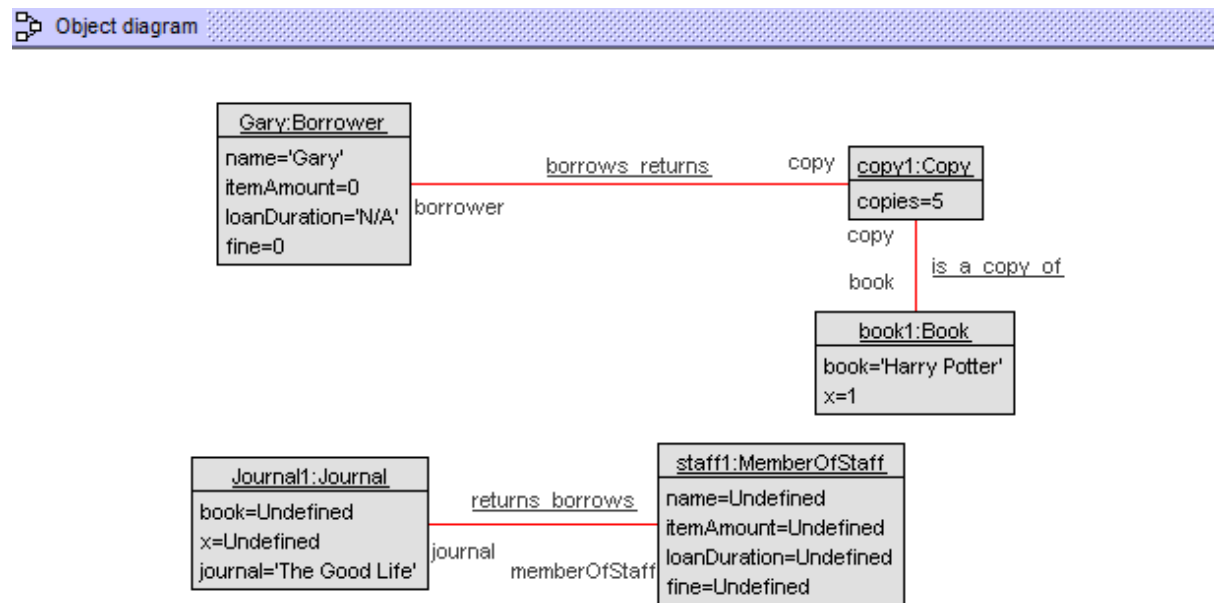 Object diagram
Gary:Borrower
name='Gary'
itemAmount=0
loanDuration='N/A'
fine=0
borrows_returns
copy
borrower
copy1:Copy
copies=5
copy
book
is_a_copy_of
book1:Book
book='Harry Potter'
x=1
Journal1:Journal
book=Undefined
x=Undefined
journal='The Good Life'
returns_borrows
journal
memberOfStaff
staff1:MemberOfStaff
name=Undefined
itemAmount=Undefined
loanDuration=Undefined
fine=Undefined